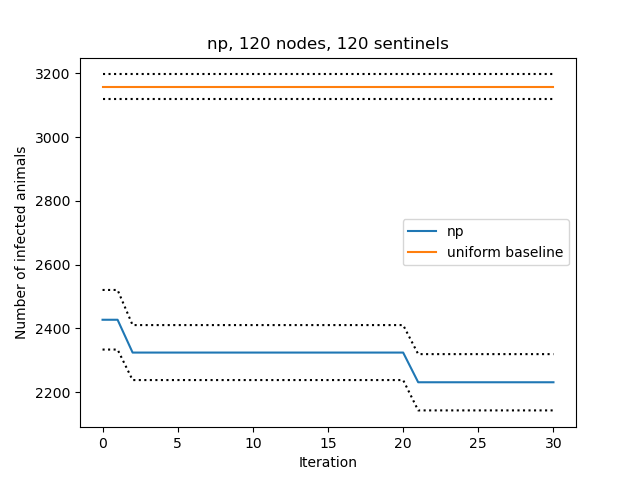 np, 120 nodes, 120 sentinels
Number of infected animals
3200
3000
2800
2600
2400
2200
np
uniform baseline
0 5 10 15 20 25 30
Iteration